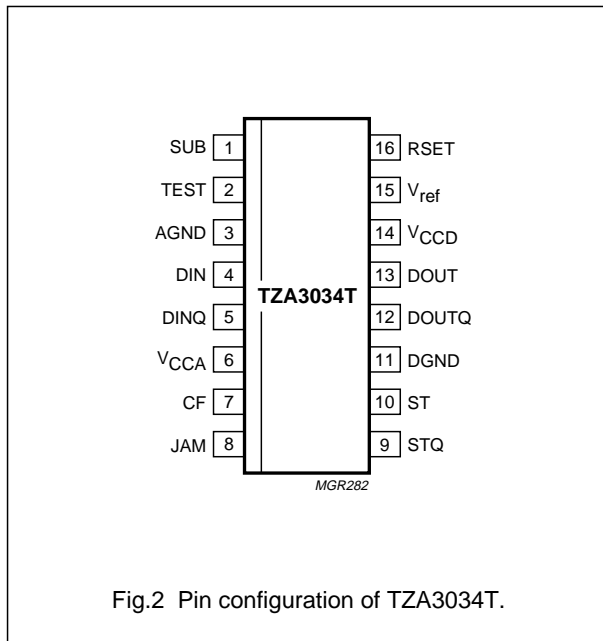 SUB 1 16 RSET
TEST 2 15 Vref
AGND 3 14 VCCD
DIN 4 13 DOUT
TZA3034T
DINQ 5 12 DOUTQ
VCCA 6 11 DGND
CF 7 10 ST
JAM 8 9 STQ
MGR282
Fig.2 Pin configuration of TZA3034T.